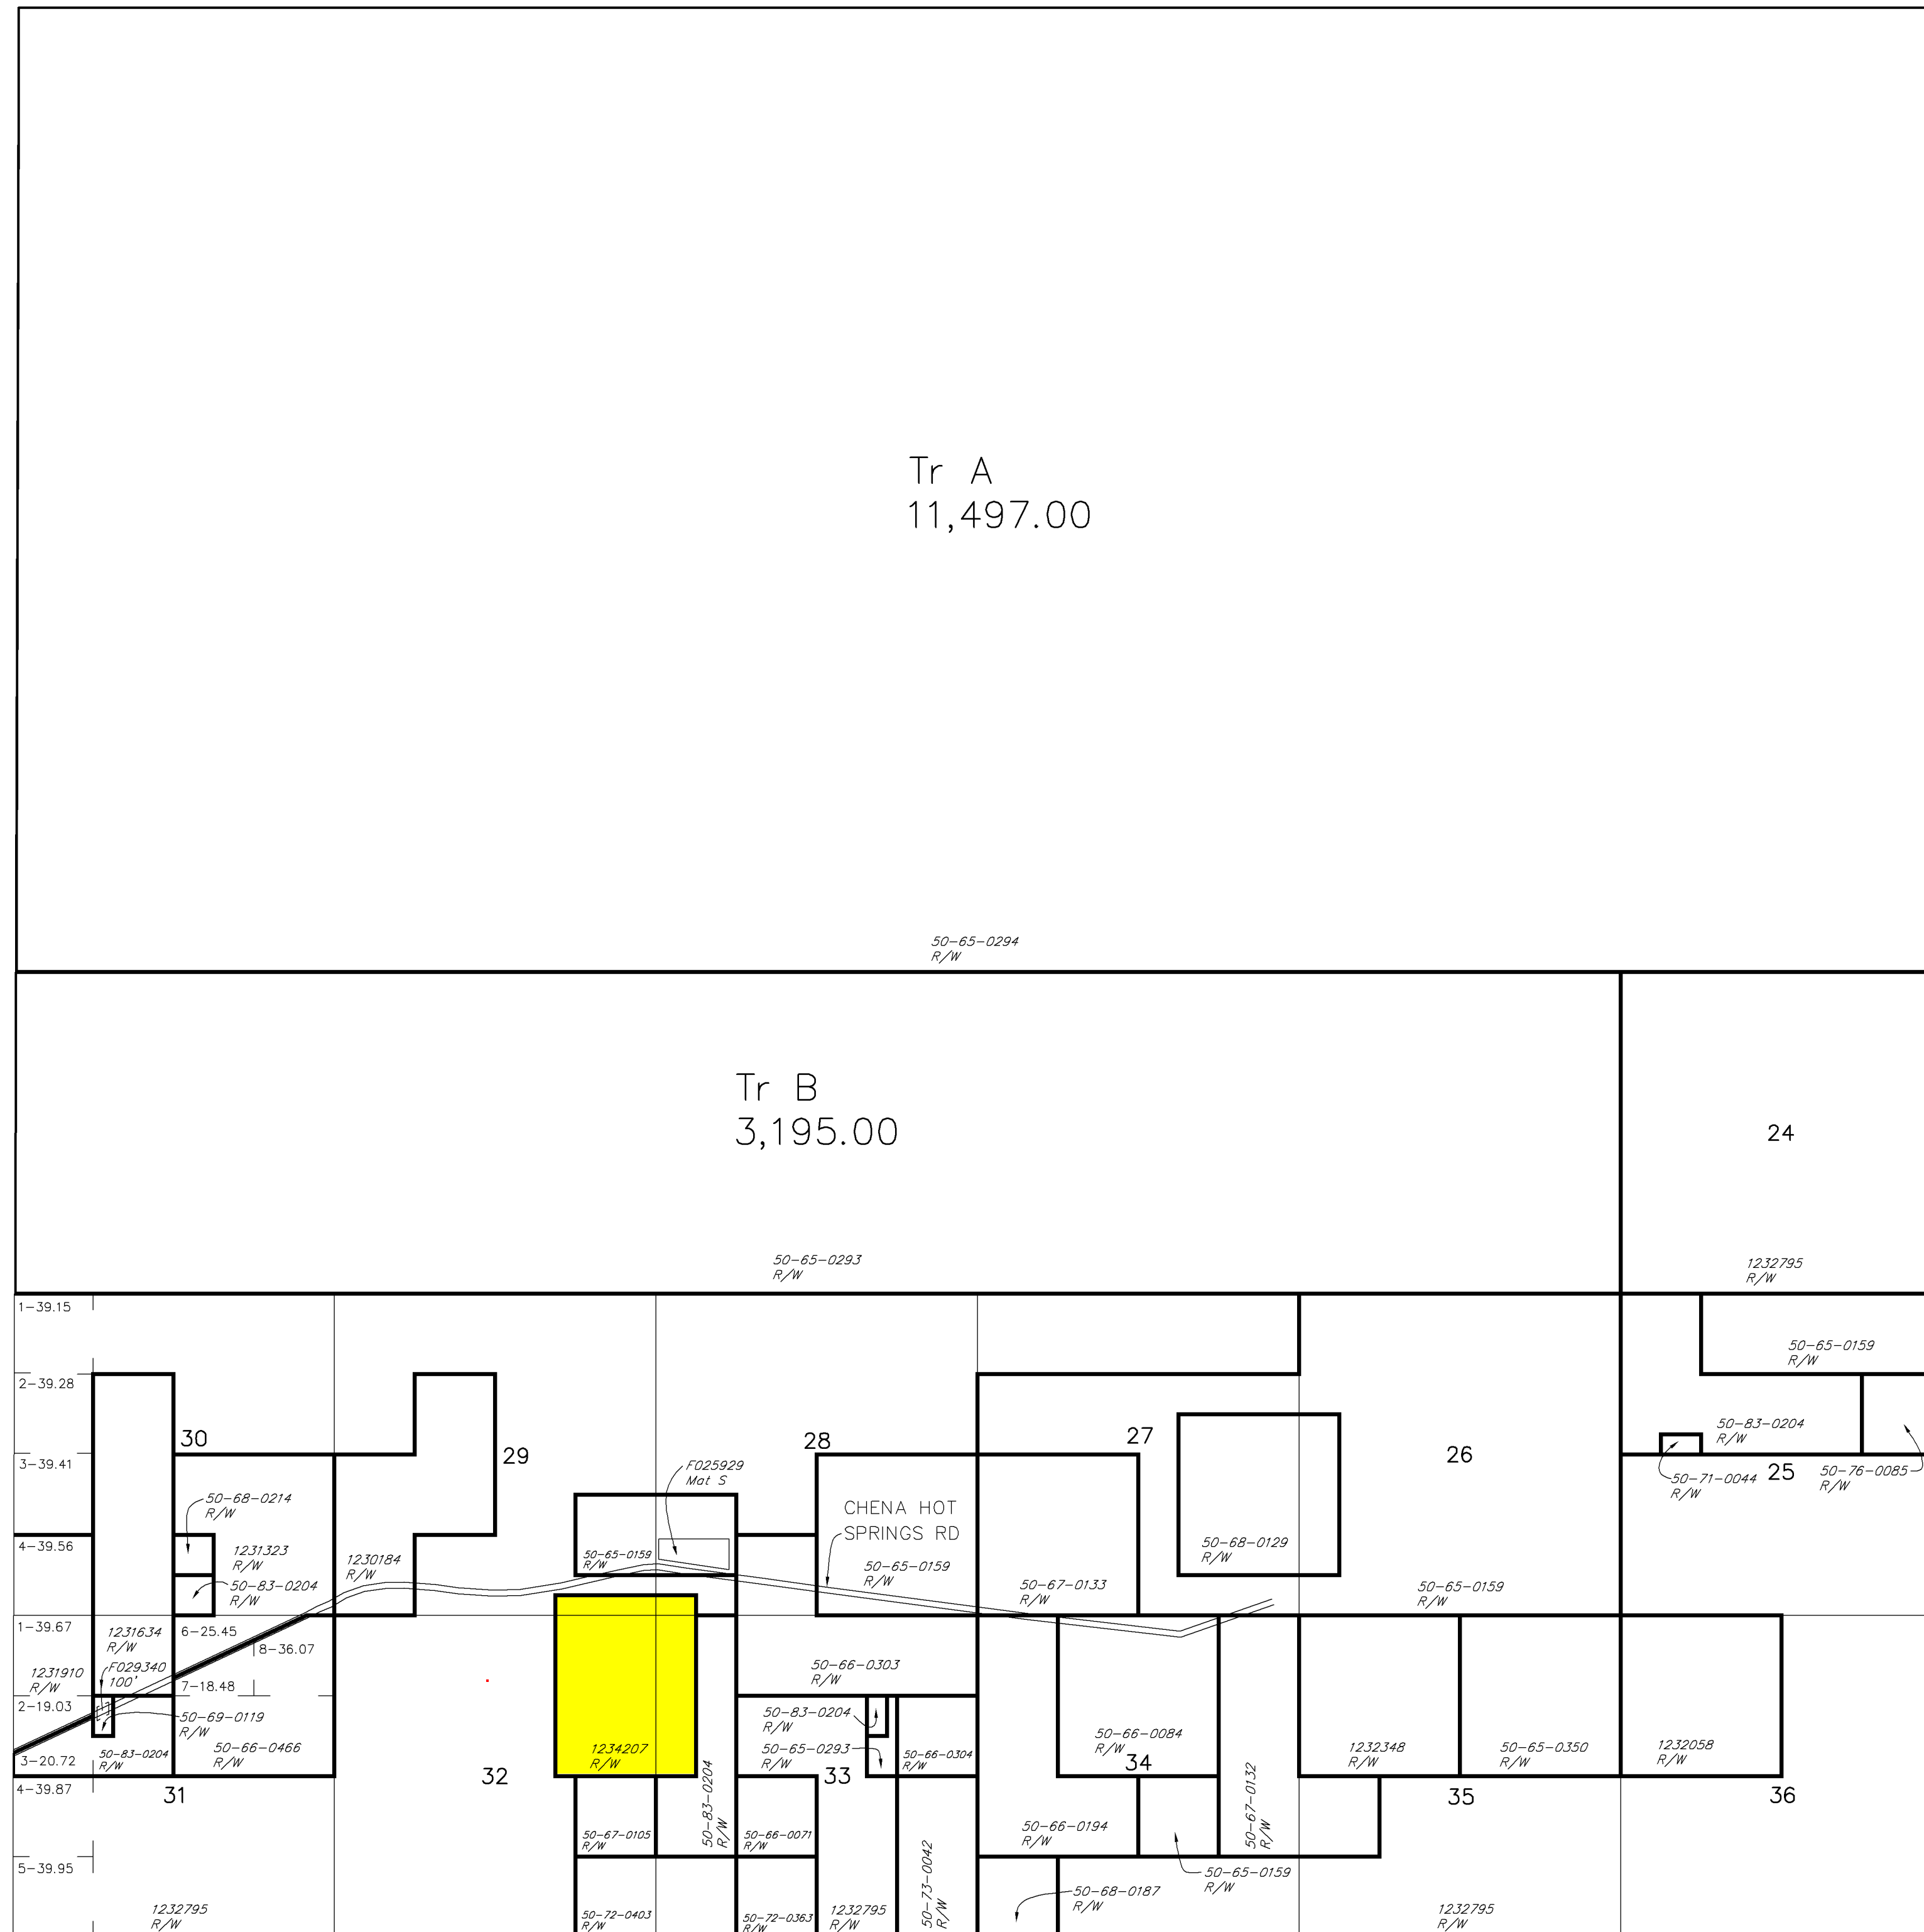 Tr A
11,497.00
50-65-0294
R/W
Tr B
3,195.00
24
50-65-0293
R/W
1232795
R/W
1-39.15
50-65-0159
R/W
2-39.28
50-83-0204
R/W
30
29
28
27
26
25
3-39.41
F025929
Mat S
50-71-0044
R/W
50-76-0085
R/W
50-68-0214
R/W
CHENA HOT
SPRINGS RD
4-39.56
1231323
R/W
1230184
R/W
50-65-0159
R/W
50-65-0159
R/W
50-68-0129
R/W
50-83-0204
R/W
50-67-0133
R/W
50-65-0159
R/W
1-39.67
1231634
R/W
6-25.45
8-36.07
1231910
R/W
F029340
100'
7-18.48
50-66-0303
R/W
2-19.03
50-69-0119
R/W
50-83-0204
R/W
50-66-0084
R/W
3-20.72
50-83-0204
R/W
50-66-0466
R/W
1234207
R/W
50-65-0293
R/W
50-66-0304
R/W
1232348
R/W
50-65-0350
R/W
1232058
R/W
4-39.87
31
32
33
34
35
36
50-83-0204
R/W
50-67-0132
R/W
50-67-0105
R/W
50-66-0071
R/W
50-66-0194
R/W
5-39.95
50-65-0159
R/W
50-73-0042
R/W
50-68-0187
R/W
1232795
R/W
50-72-0403
R/W
50-72-0363
R/W
1232795
R/W
1232795
R/W